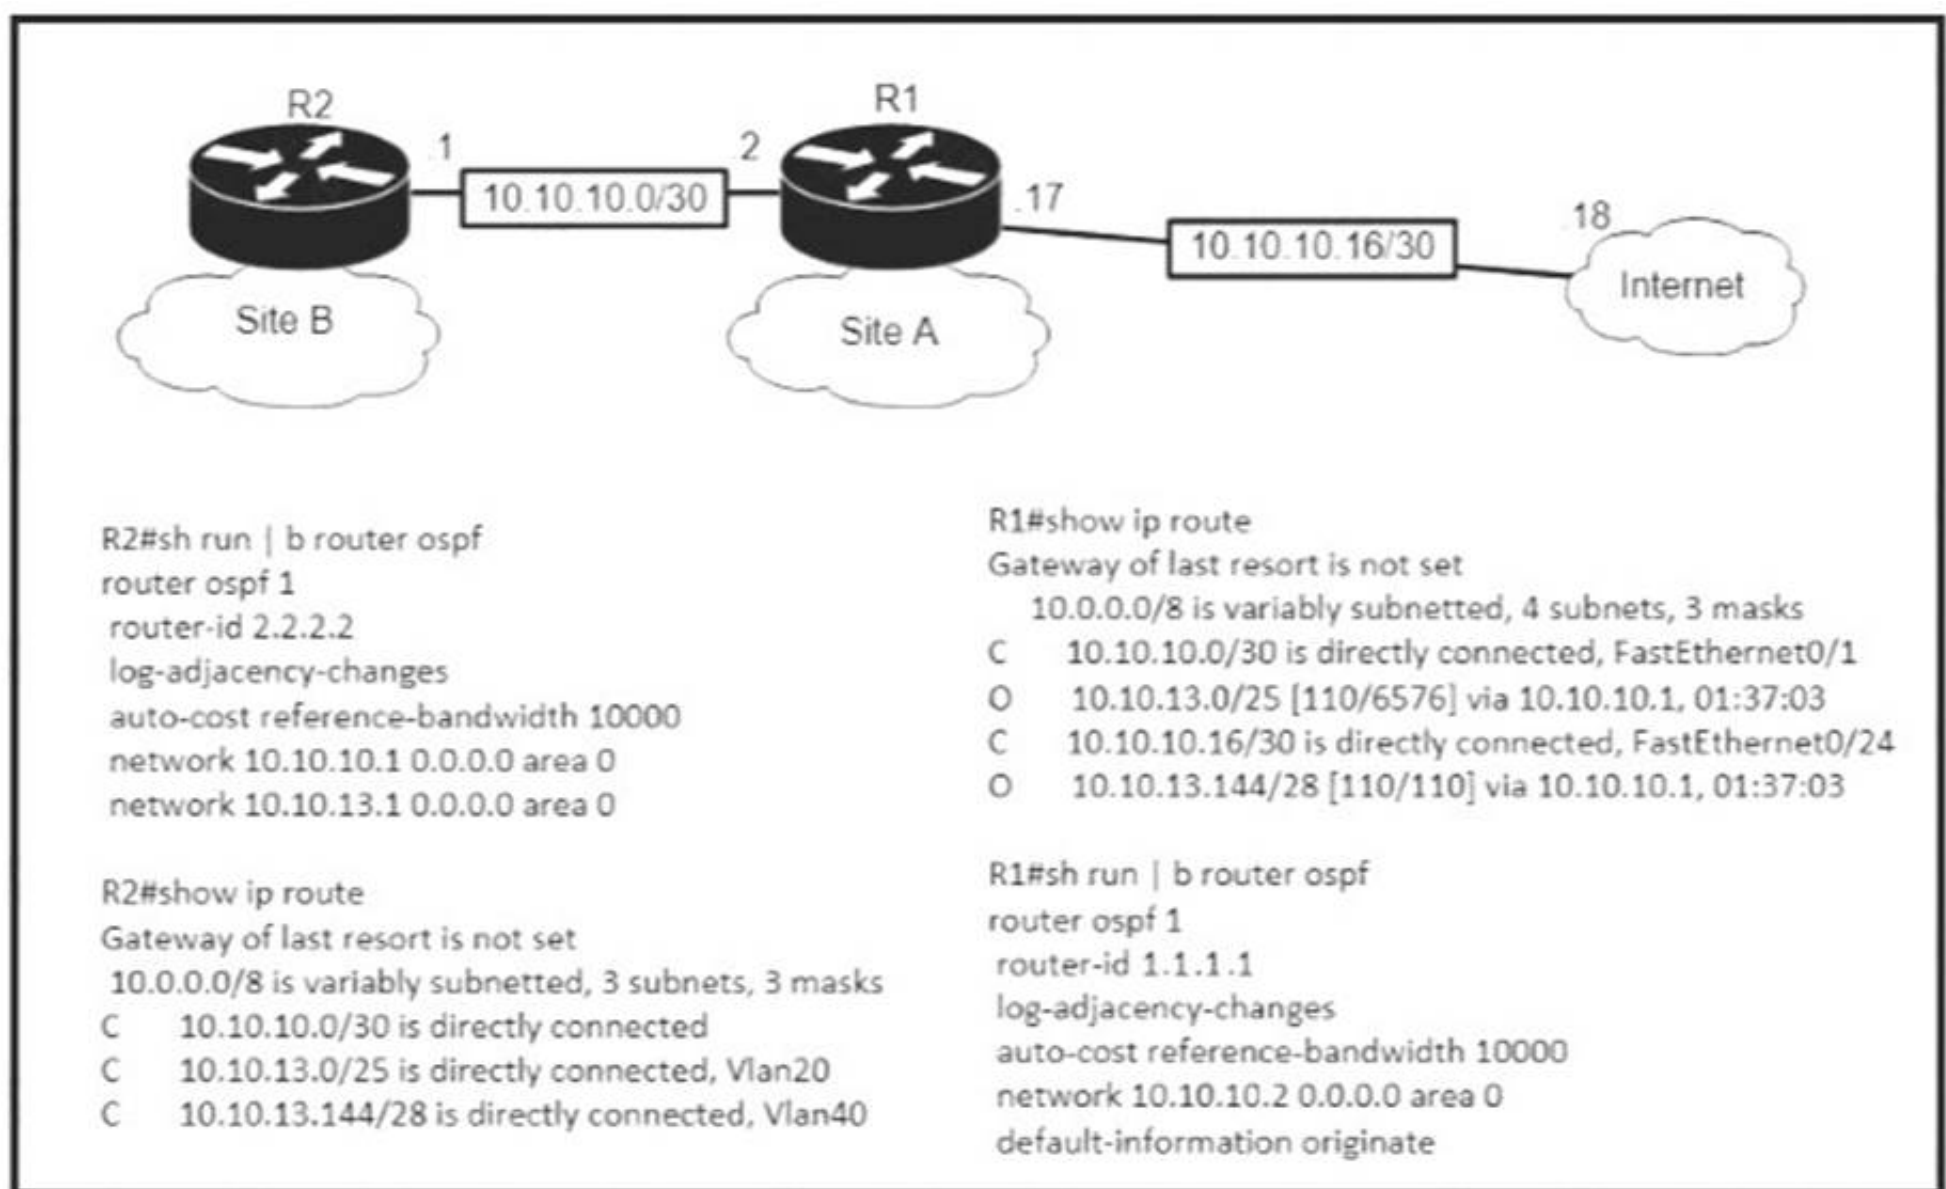 R2
R1
.1
.2
10.10.10.0/30
.17
10.10.10.16/30
.18
Internet
Site B
Site A
R2#sh run | b router ospf
router ospf 1
router-id 2.2.2.2
log-adjacency-changes
auto-cost reference-bandwidth 10000
network 10.10.10.1 0.0.0.0 area 0
network 10.10.13.1 0.0.0.0 area 0
R2#show ip route
Gateway of last resort is not set
10.0.0.0/8 is variably subnetted, 3 subnets, 3 masks
C 10.10.10.0/30 is directly connected
C 10.10.13.0/25 is directly connected, Vlan20
C 10.10.13.144/28 is directly connected, Vlan40
R1#show ip route
Gateway of last resort is not set
10.0.0.0/8 is variably subnetted, 4 subnets, 3 masks
C 10.10.10.0/30 is directly connected, FastEthernet0/1
O 10.10.13.0/25 [110/6576] via 10.10.10.1, 01:37:03
C 10.10.10.16/30 is directly connected, FastEthernet0/24
O 10.10.13.144/28 [110/110] via 10.10.10.1, 01:37:03
R1#sh run | b router ospf
router ospf 1
router-id 1.1.1.1
log-adjacency-changes
auto-cost reference-bandwidth 10000
network 10.10.10.2 0.0.0.0 area 0
default-information originate